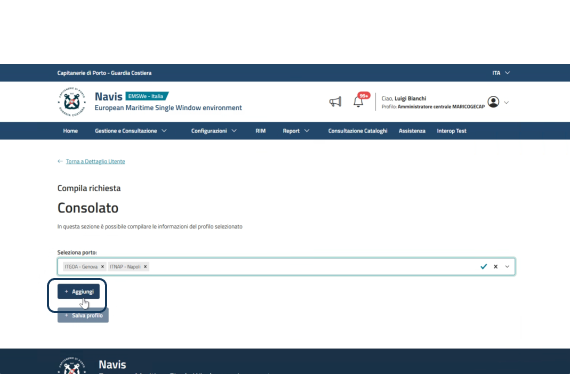 Capitanerie di Porto - Guardia Costiera
ITA
Navis EMSWe - Italia
European Maritime Single Window environment
99+
Ciao, Luigi Bianchi
Profilo Amministratore centrale MARICOGECAP
Home Gestione e Consultazione Configurazioni RIM Report Consultazione Cataloghi Assistenza Interop Test
← Torna a Dettaglio Utente
Compila richiesta
Consolato
In questa sezione è possibile compilare le informazioni del profilo selezionato
Seleziona porto:
ITGOA - Genova × ITNAP - Napoli ×
+ Aggiungi
+ Salva profilo
Navis